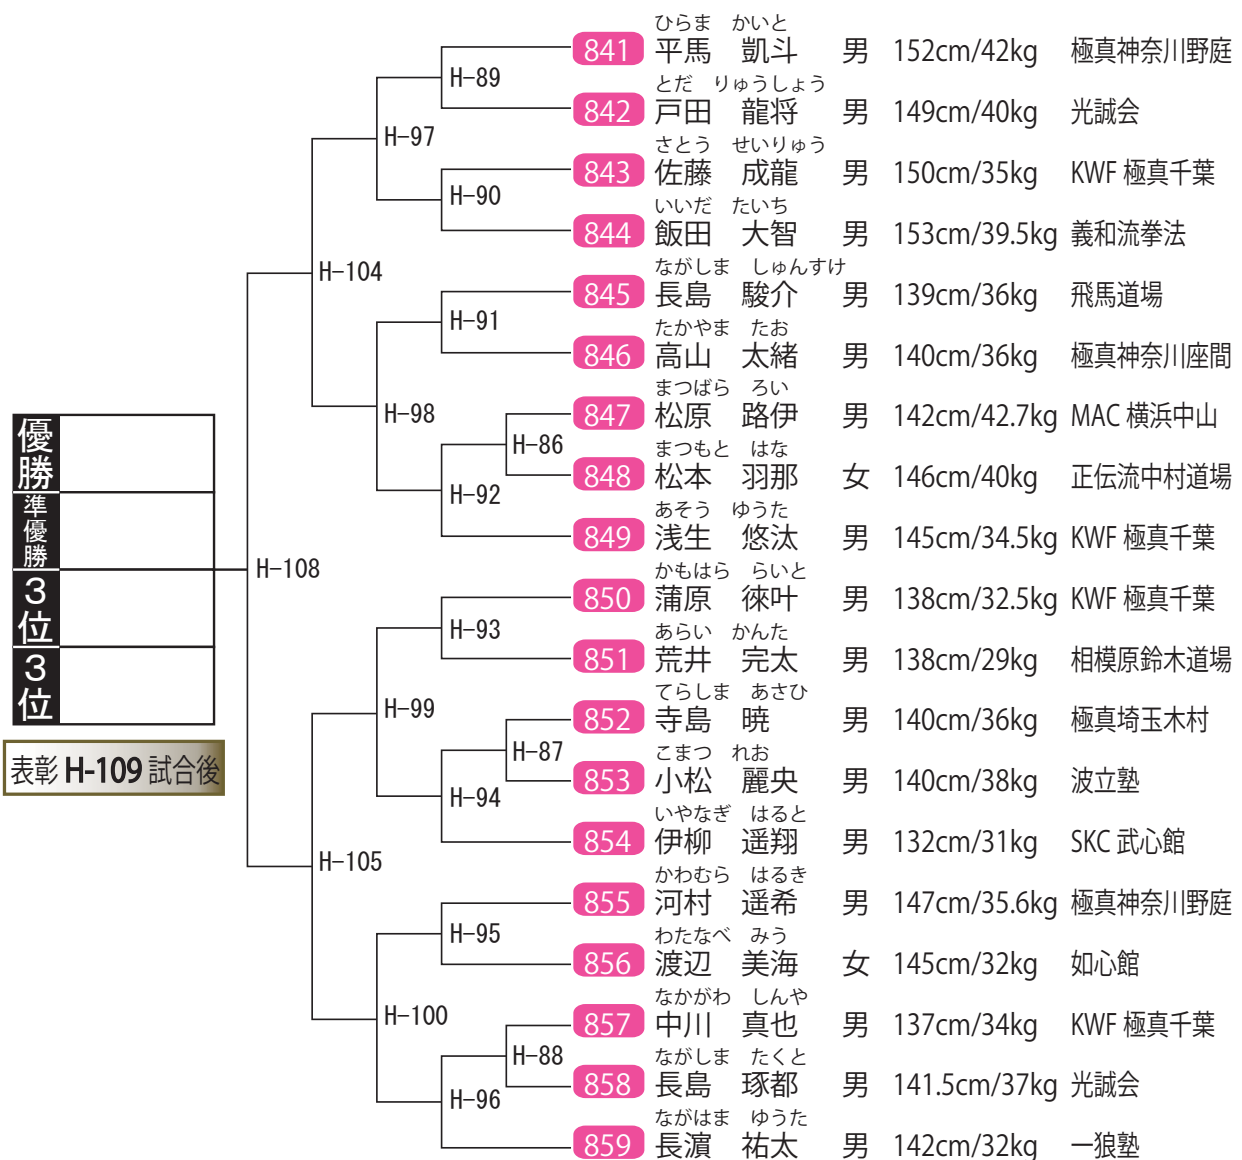 ひらま かいと
841 平馬 凱斗 男 152cm/42kg 極真神奈川野庭
H-89
とだ りゅうしょう
842 戸田 龍将 男 149cm/40kg 光誠会
H-97
さとう せいりゅう
843 佐藤 成龍 男 150cm/35kg KWF 極真千葉
H-90
いいだ たいち
844 飯田 大智 男 153cm/39.5kg 義和流拳法
H-104
ながしま しゅんすけ
845 長島 駿介 男 139cm/36kg 飛馬道場
H-91
たかやま たお
846 高山 太緒 男 140cm/36kg 極真神奈川座間
H-98
まつばら ろい
847 松原 路伊 男 142cm/42.7kg MAC 横浜中山
H-86
まつもと はな
848 松本 羽那 女 146cm/40kg 正伝流中村道場
H-92
あそう ゆうた
849 浅生 悠汰 男 145cm/34.5kg KWF 極真千葉
優勝
準優勝
3位
3位
H-108
表彰 H-109 試合後
かもはら らいと
850 蒲原 徠叶 男 138cm/32.5kg KWF 極真千葉
H-93
あらい かんた
851 荒井 完太 男 138cm/29kg 相模原鈴木道場
H-99
てらしま あさひ
852 寺島 暁 男 140cm/36kg 極真埼玉木村
H-87
こまつ れお
853 小松 麗央 男 140cm/38kg 波立塾
H-94
いやなぎ はると
854 伊柳 遥翔 男 132cm/31kg SKC 武心館
H-105
かわむら はるき
855 河村 遥希 男 147cm/35.6kg 極真神奈川野庭
H-95
わたなべ みう
856 渡辺 美海 女 145cm/32kg 如心館
H-100
なかがわ しんや
857 中川 真也 男 137cm/34kg KWF 極真千葉
H-88
ながしま たくと
858 長島 琢都 男 141.5cm/37kg 光誠会
H-96
ながはま ゆうた
859 長濵 祐太 男 142cm/32kg 一狼塾